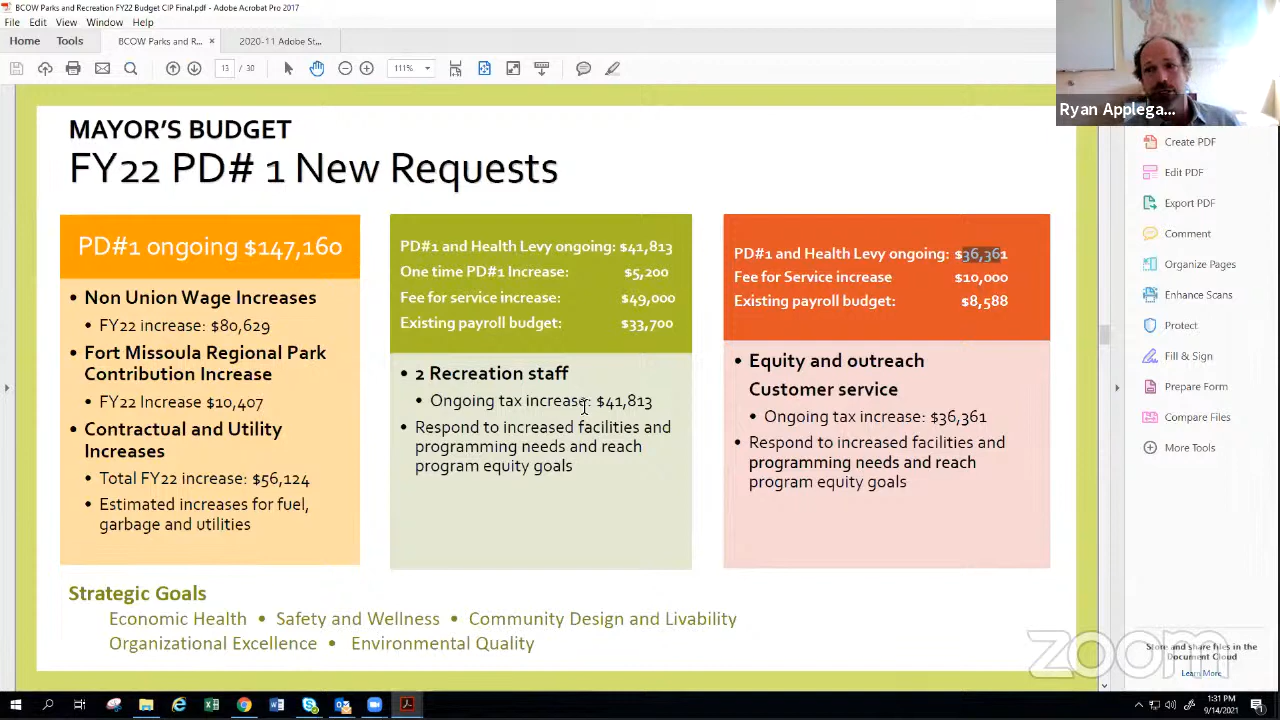 BCOW Parks and Recreation FY22 Budget CIP Final.pdf - Adobe Acrobat Pro 2017
File Edit View Window Help
Home Tools BCOW Parks and R... × 2020-11 Adobe St...
13 / 30 111%
Ryan Applega...
MAYOR'S BUDGET
FY22 PD# 1 New Requests
PD#1 ongoing $147,160
• Non Union Wage Increases
• FY22 increase: $80,629
• Fort Missoula Regional Park
Contribution Increase
• FY22 Increase $10,407
• Contractual and Utility
Increases
• Total FY22 increase: $56,124
• Estimated increases for fuel,
garbage and utilities
PD#1 and Health Levy ongoing: $41,813
One time PD#1 Increase: $5,200
Fee for service increase: $49,000
Existing payroll budget: $33,700
• 2 Recreation staff
• Ongoing tax increase: $41,813
• Respond to increased facilities and
programming needs and reach
program equity goals
PD#1 and Health Levy ongoing: $36,361
Fee for Service increase $10,000
Existing payroll budget: $8,588
• Equity and outreach
Customer service
• Ongoing tax increase: $36,361
• Respond to increased facilities and
programming needs and reach
program equity goals
Strategic Goals
Economic Health • Safety and Wellness • Community Design and Livability
Organizational Excellence • Environmental Quality
Create PDF
Edit PDF
Export PDF
Comment
Organize Pages
Enhance Scans
Protect
Fill & Sign
Prepare Form
Compare Files
More Tools
zoom
Store and share files in the
Document Cloud
Learn More
1:31 PM
9/14/2021